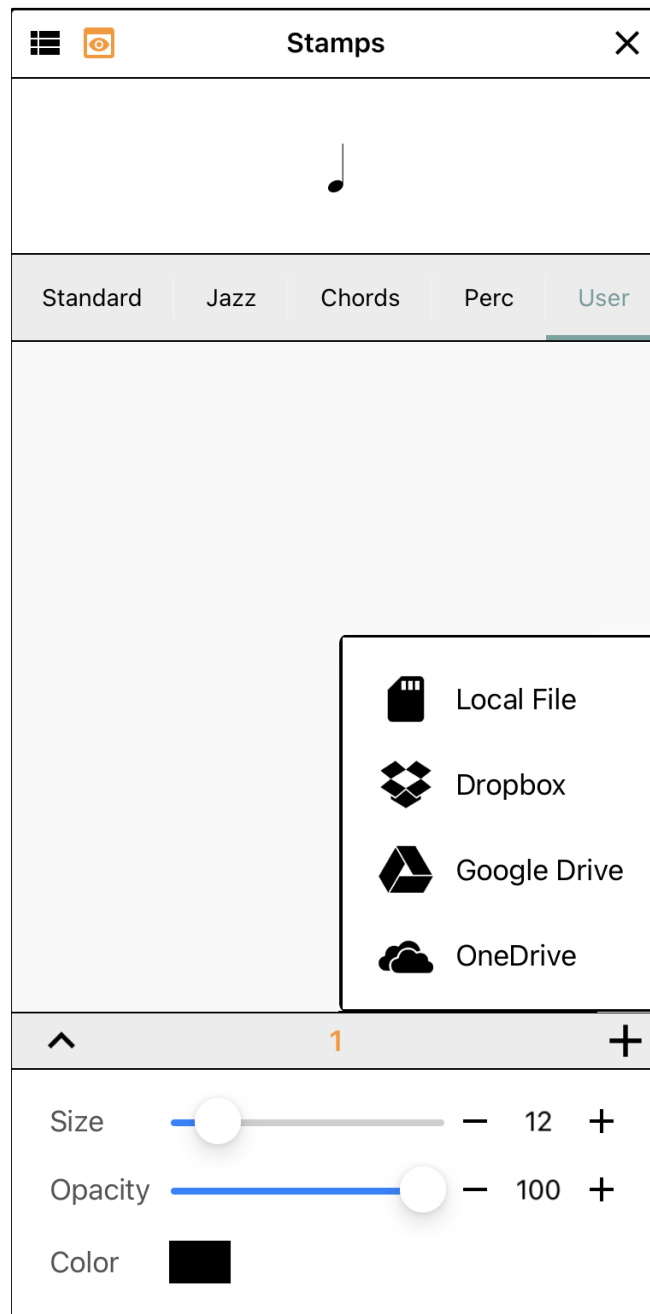 Stamps
Standard Jazz Chords Perc User
Local File
Dropbox
Google Drive
OneDrive
1
Size 12
Opacity 100
Color